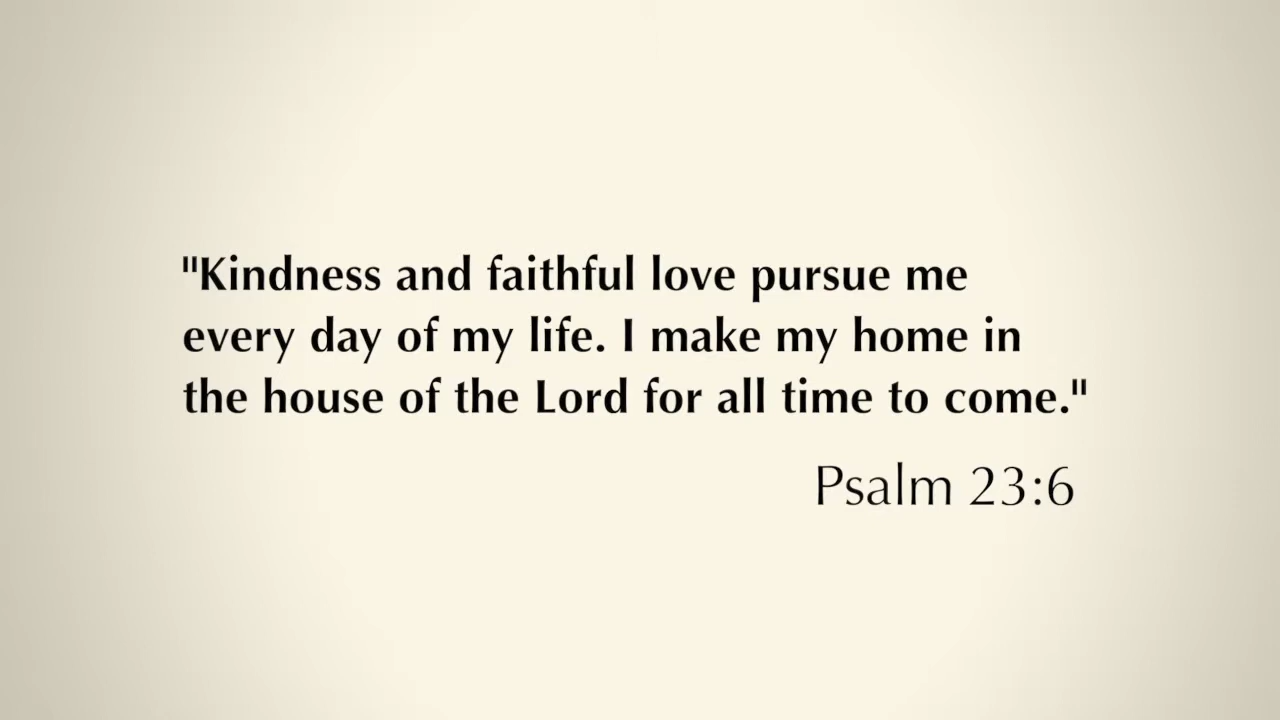 "Kindness and faithful love pursue me
every day of my life. I make my home in
the house of the Lord for all time to come."
Psalm 23:6